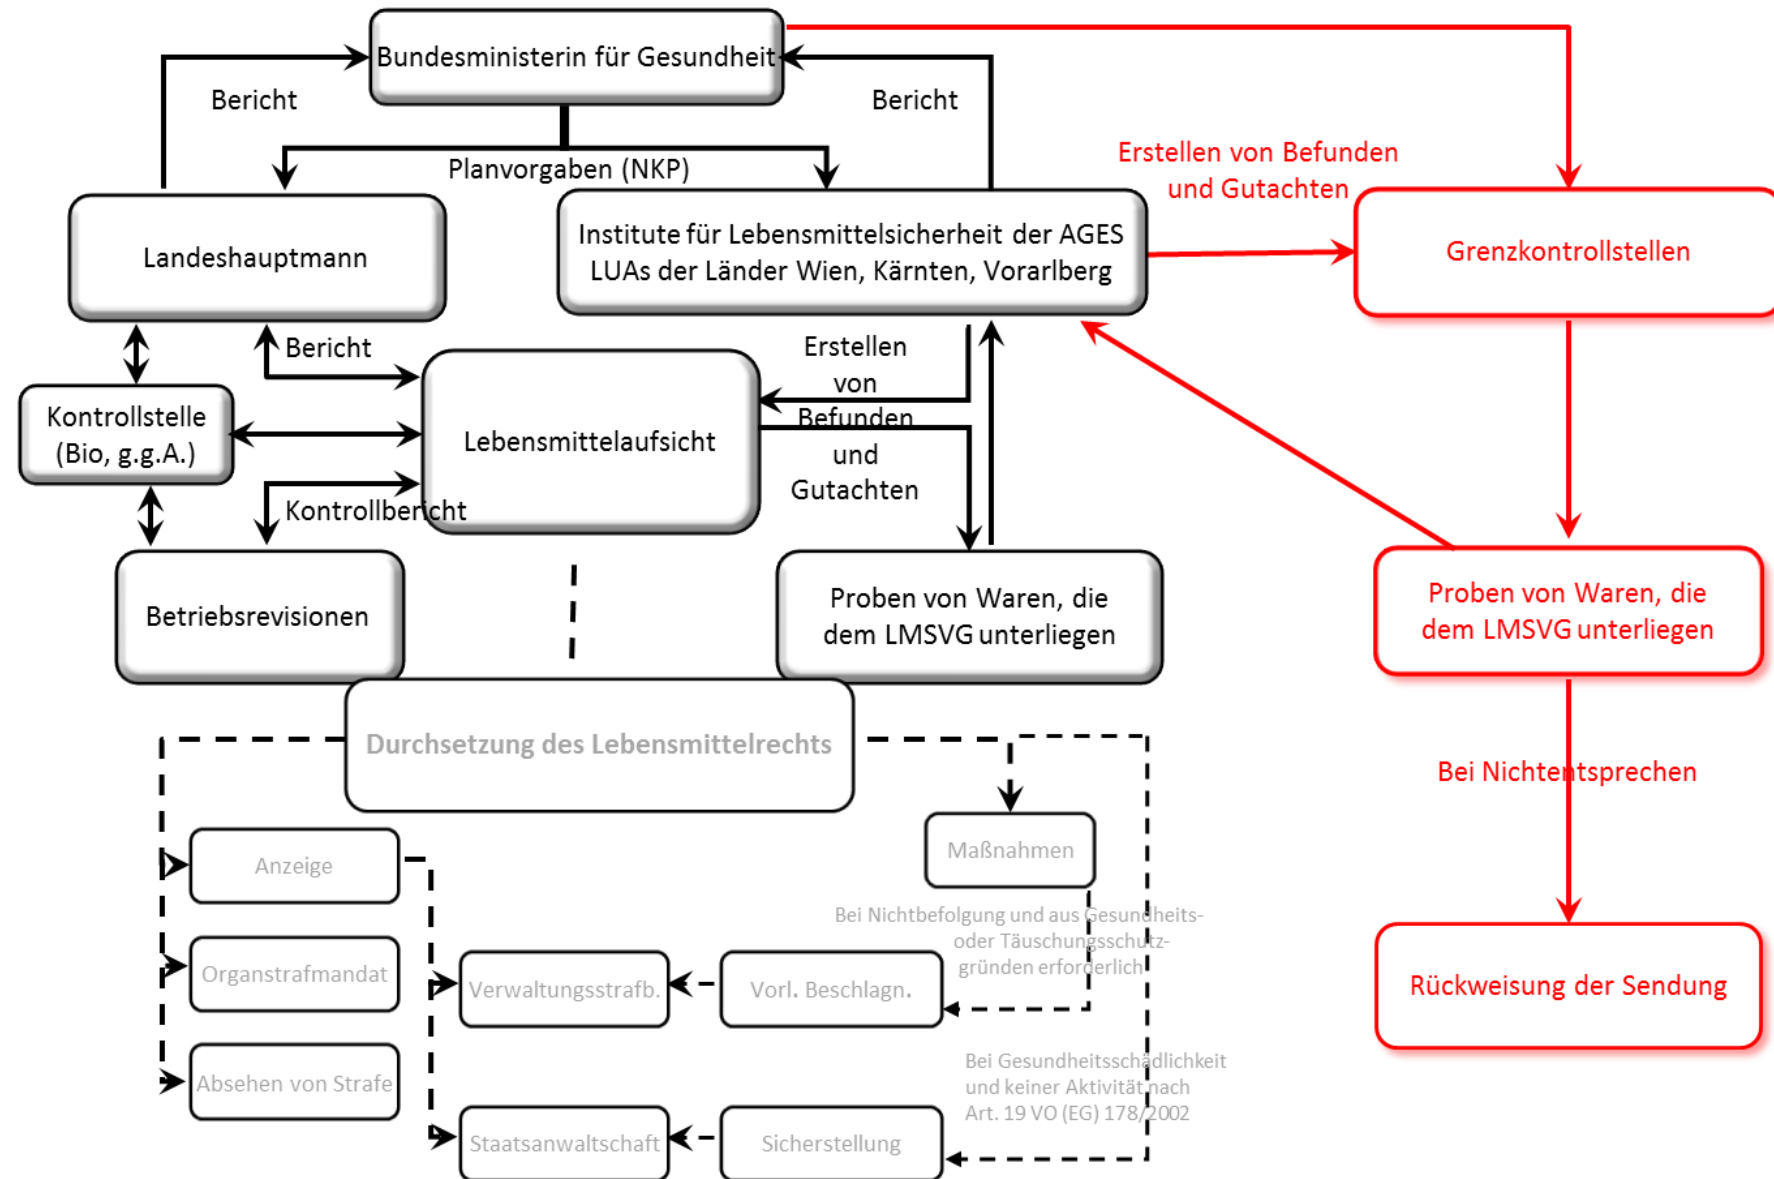 Bundesministerin für Gesundheit
Bericht
Bericht
Planvorgaben (NKP)
Erstellen von Befunden
und Gutachten
Landeshauptmann
Institute für Lebensmittelsicherheit der AGES
LUAs der Länder Wien, Kärnten, Vorarlberg
Grenzkontrollstellen
Bericht
Erstellen
von
Befunden
und
Gutachten
Kontrollstelle
(Bio, g.g.A.)
Lebensmittelaufsicht
Kontrollbericht
Betriebsrevisionen
Proben von Waren, die
dem LMSVG unterliegen
Proben von Waren, die
dem LMSVG unterliegen
Durchsetzung des Lebensmittelrechts
Bei Nichtentsprechen
Anzeige
Maßnahmen
Bei Nichtbefolgung und aus Gesundheits-
oder Täuschungsschutz-
gründen erforderlich
Organstrafmandat
Verwaltungsstrafb.
Vorl. Beschlagn.
Rückweisung der Sendung
Absehen von Strafe
Bei Gesundheitsschädlichkeit
und keiner Aktivität nach
Art. 19 VO (EG) 178/2002
Staatsanwaltschaft
Sicherstellung